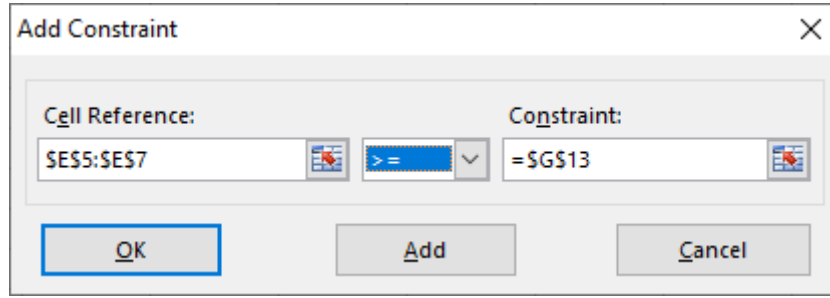 Add Constraint
Cell Reference:
Constraint:
$E$5:$E$7
>=
=$G$13
OK
Add
Cancel